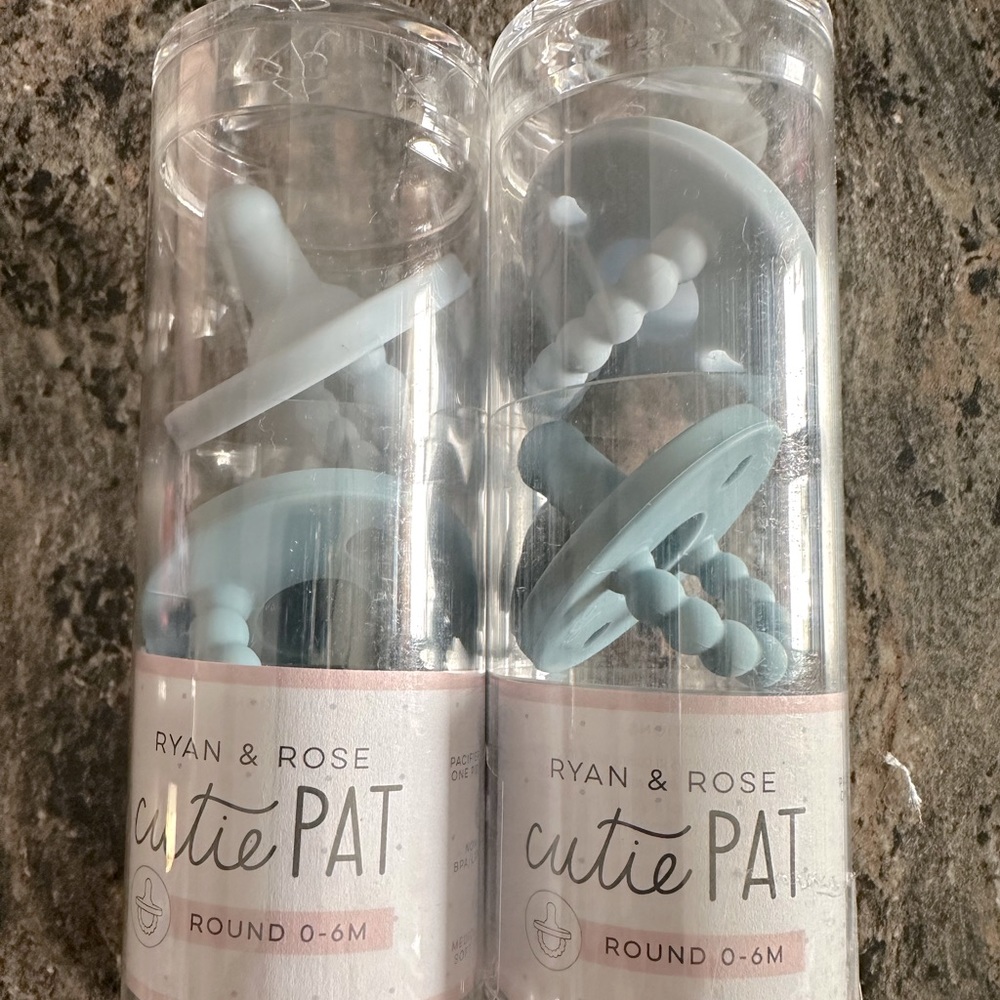 RYAN & ROSE
cutie PAT
ROUND 0-6M
RYAN & ROSE
cutie PAT
ROUND 0-6M